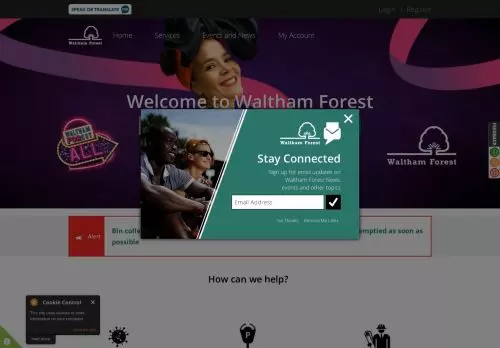 SPEAK OR TRANSLATE
Login | Register
Waltham Forest
Home
Services
Events and News
My Account
Welcome to Waltham Forest
WALTHAM FOREST
ALL
Waltham Forest
FEEDBACK
Waltham Forest
Stay Connected
Sign up for email updates on
Waltham Forest News,
events and other topics
Email Address
No Thanks
Remind Me Later
Alert
Bin colle
emptied as soon as
possible
How can we help?
Cookie Control
This site uses cookies to store
information on your computer.
P